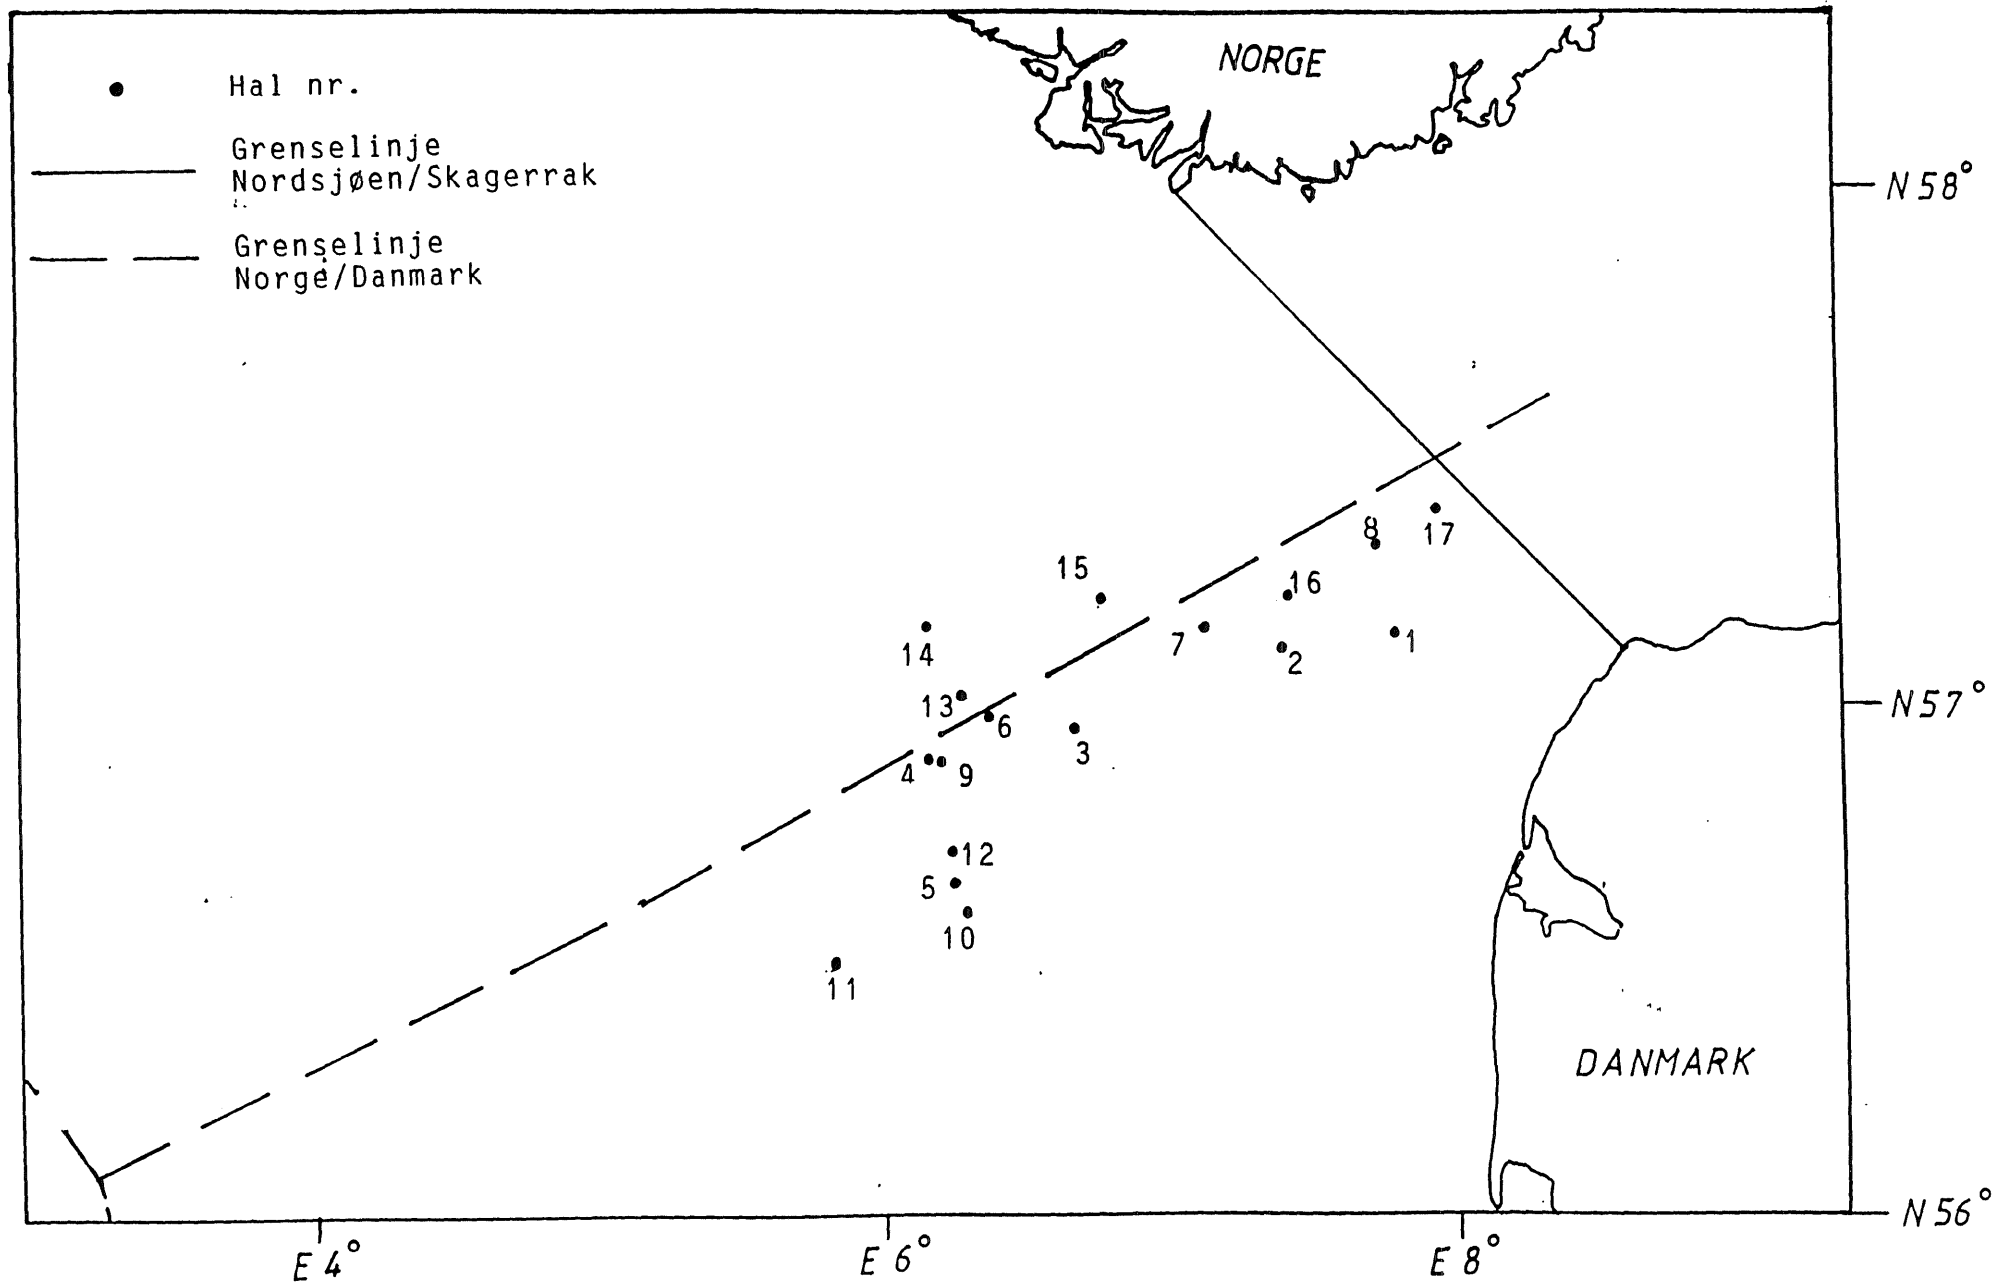 Hal nr.
Grenselinje
Nordsjøen/Skagerrak
Grenselinje
Norge/Danmark
NORGE
N 58°
8
17
15
16
7
14
2
1
13
6
3
N 57°
4
9
12
5
10
11
DANMARK
N 56°
E 4°
E 6°
E 8°